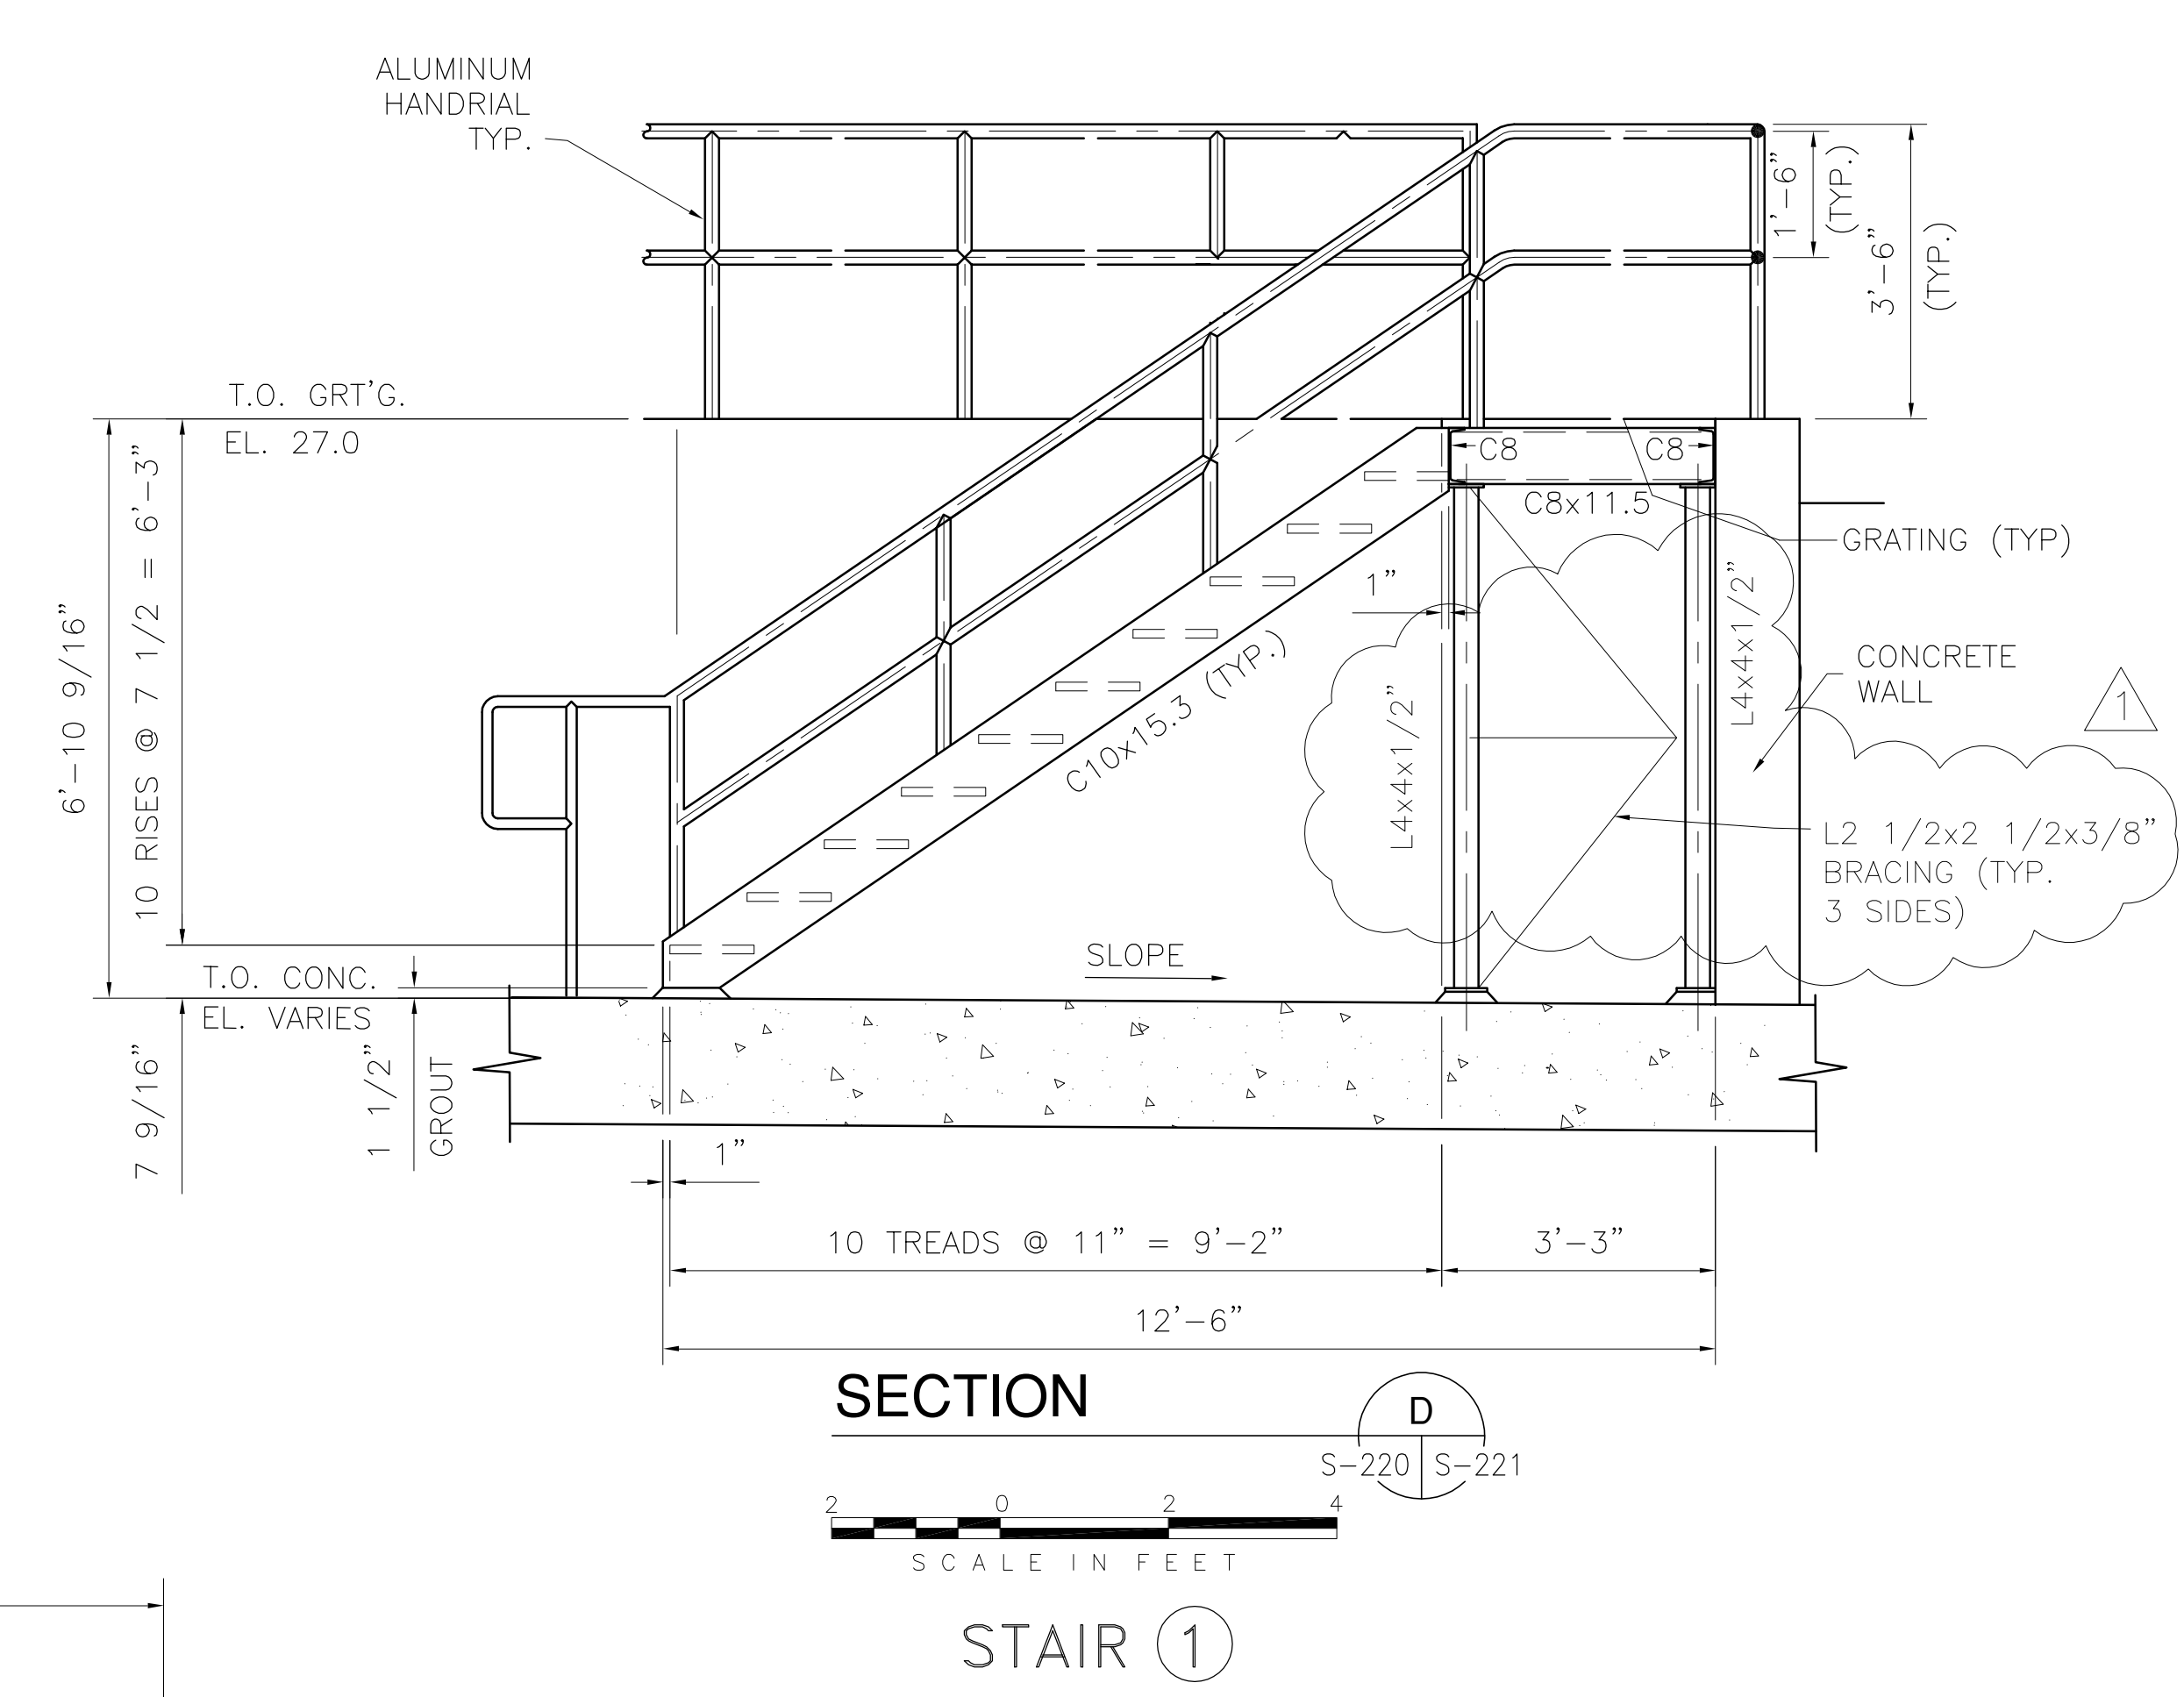 ALUMINUM
HANDRIAL
TYP.
1'-6"
(TYP.)
3'-6"
(TYP.)
T.O. GRT'G.
EL. 27.0
C8
C8
C8x11.5
GRATING (TYP)
6'-10 9/16"
10 RISES @ 7 1/2 = 6'-3"
1"
L4x4x1/2"
L4x4x1/2"
CONCRETE
WALL
1
C10x15.3 (TYP.)
L2 1/2x2 1/2x3/8"
BRACING (TYP.
3 SIDES)
SLOPE
T.O. CONC.
EL. VARIES
7 9/16"
1 1/2"
GROUT
1"
10 TREADS @ 11" = 9'-2"
3'-3"
12'-6"
SECTION
D
S-220
S-221
2 0 2 4
SCALE IN FEET
STAIR 1